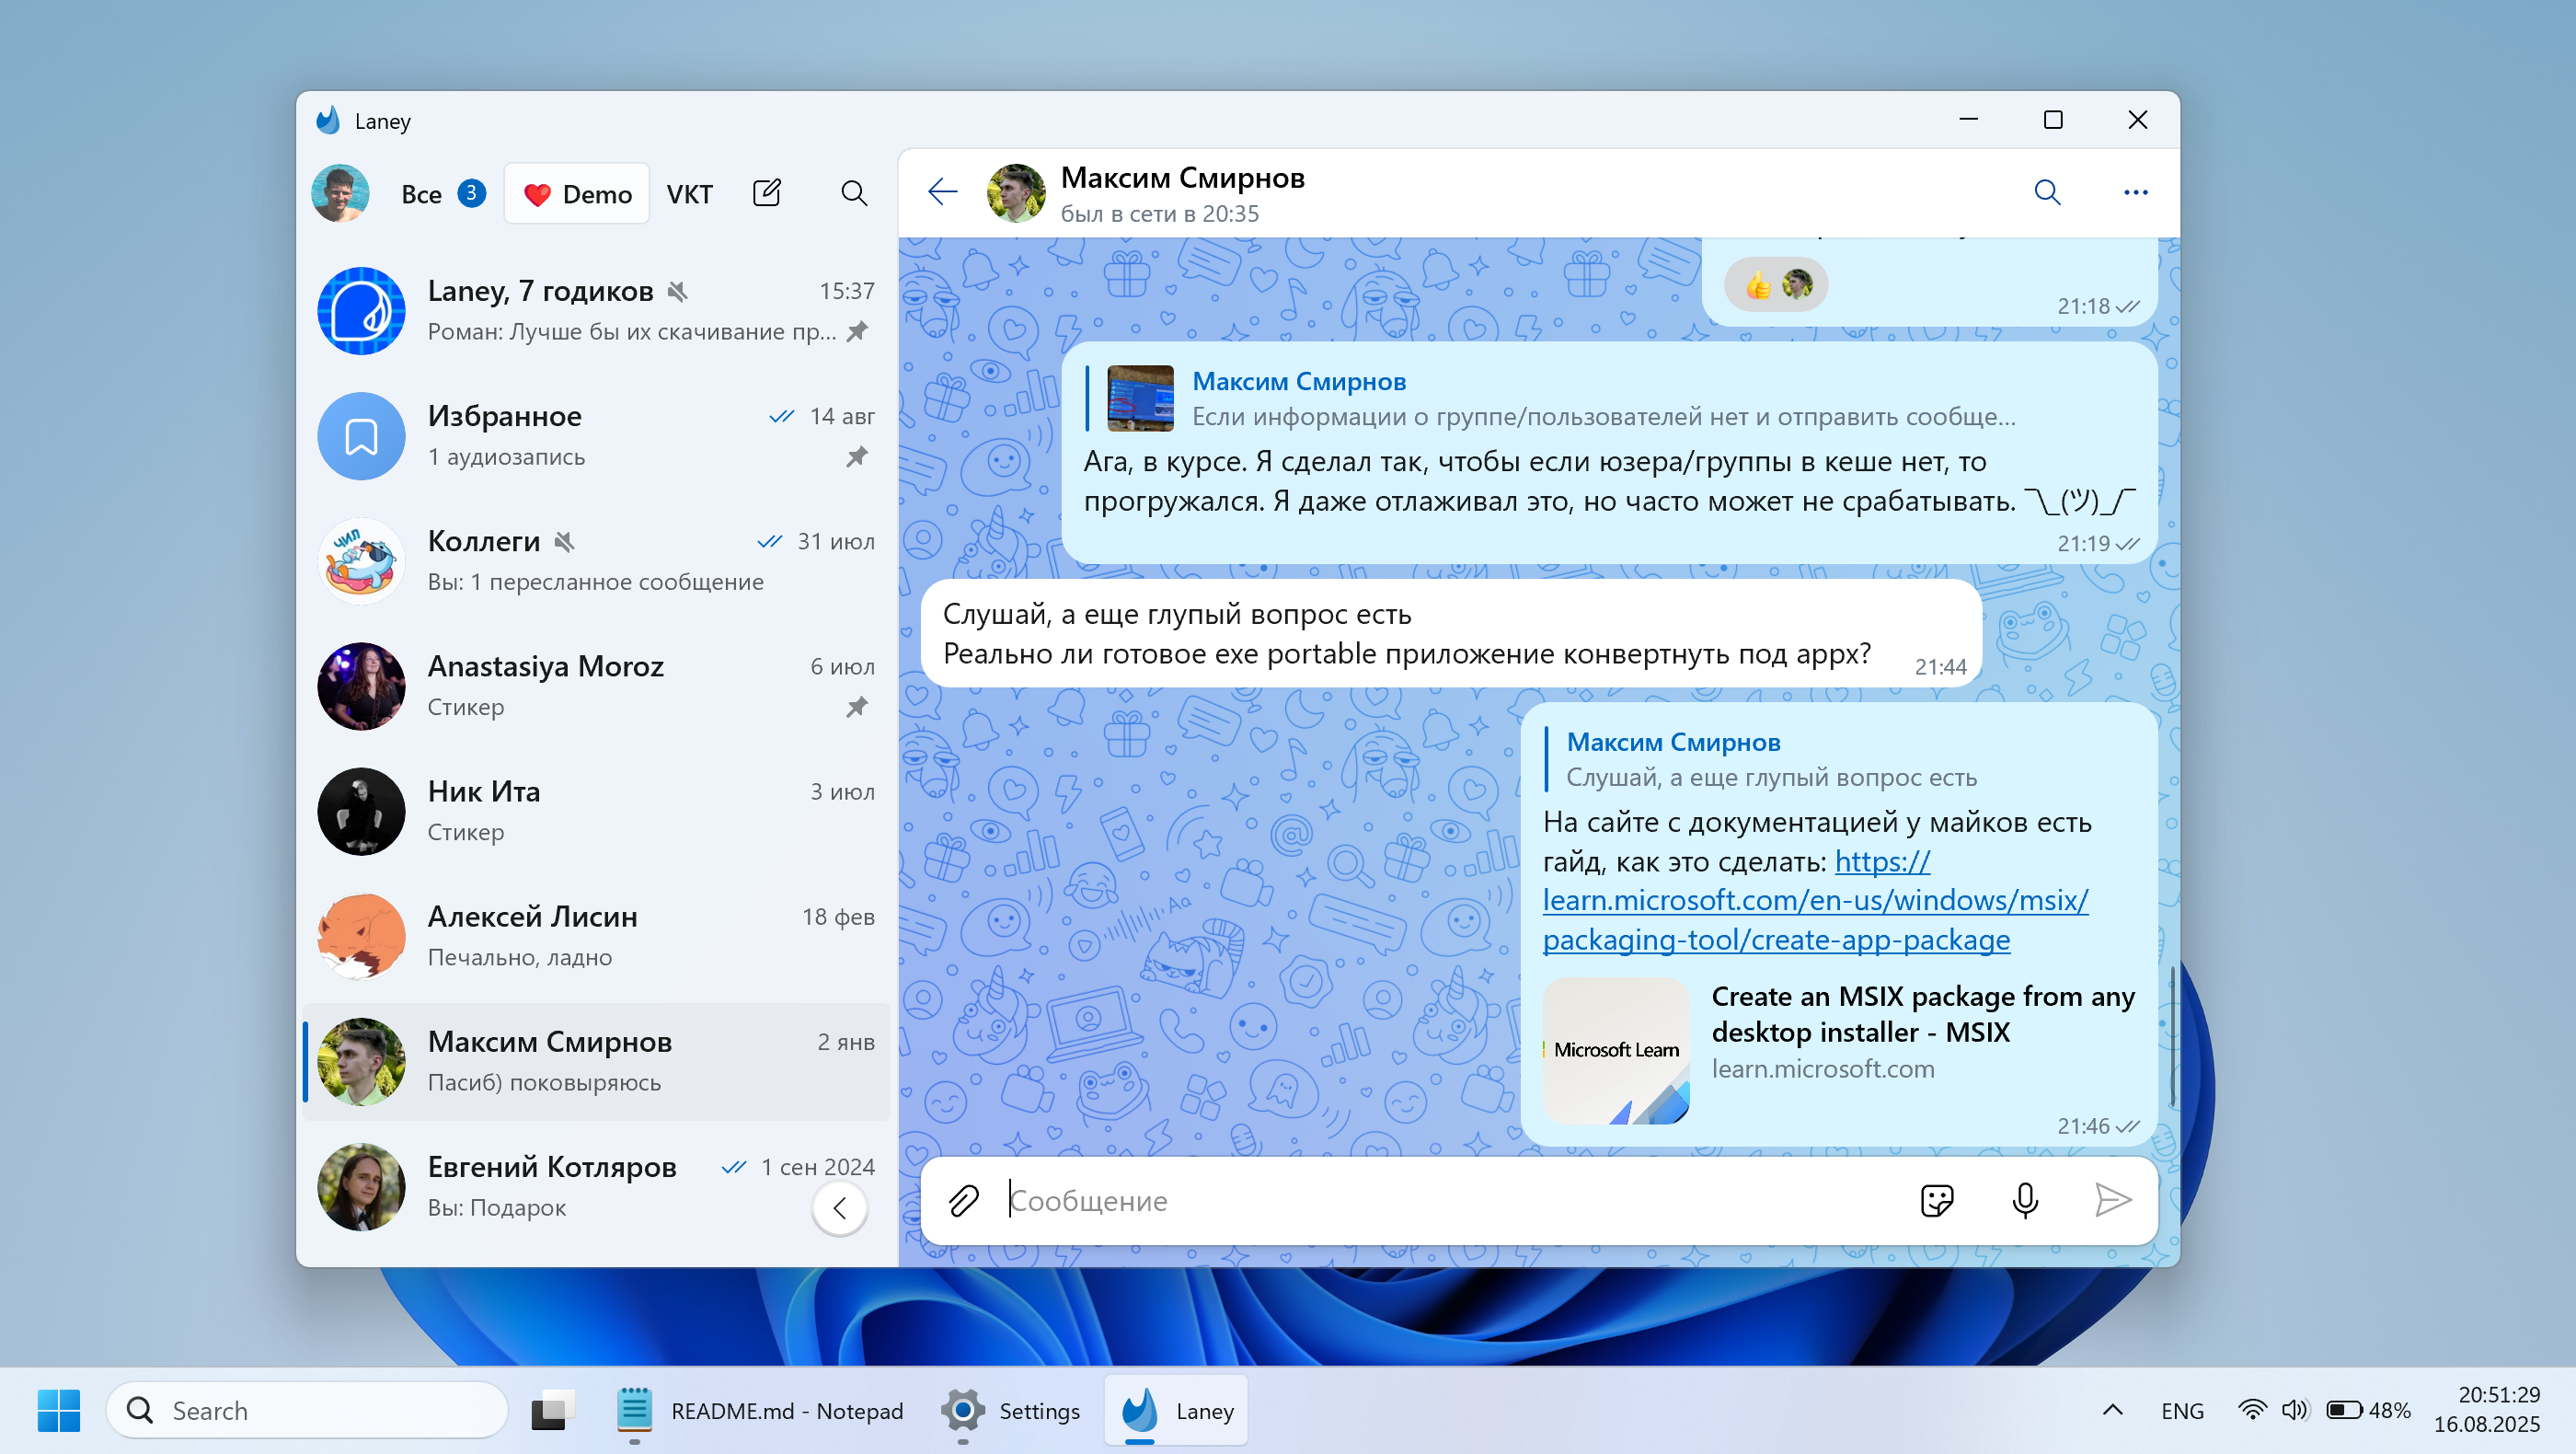 Laney
Все 3
Demo
VKT
Laney, 7 годиков 15:37
Роман: Лучше бы их скачивание пр...
Избранное 14 авг
1 аудиозапись
ЧИЛ
Коллеги 31 июл
Вы: 1 пересланное сообщение
Anastasiya Moroz 6 июл
Стикер
Ник Ита 3 июл
Стикер
Алексей Лисин 18 фев
Печально, ладно
Максим Смирнов 2 янв
Пасиб) поковыряюсь
Евгений Котляров 1 сен 2024
Вы: Подарок
Максим Смирнов
был в сети в 20:35
21:18
Максим Смирнов
Если информации о группе/пользователей нет и отправить сообще...
Ага, в курсе. Я сделал так, чтобы если юзера/группы в кеше нет, то
прогружался. Я даже отлаживал это, но часто может не срабатывать. ¯\_(ツ)_/¯
21:19
Слушай, а еще глупый вопрос есть
Реально ли готовое exe portable приложение конвертнуть под appx?
21:44
Максим Смирнов
Слушай, а еще глупый вопрос есть
На сайте с документацией у майков есть
гайд, как это сделать: https://
learn.microsoft.com/en-us/windows/msix/
packaging-tool/create-app-package
Microsoft Learn
Create an MSIX package from any
desktop installer - MSIX
learn.microsoft.com
21:46
Сообщение
Search
README.md - Notepad
Settings
Laney
ENG
48%
20:51:29
16.08.2025